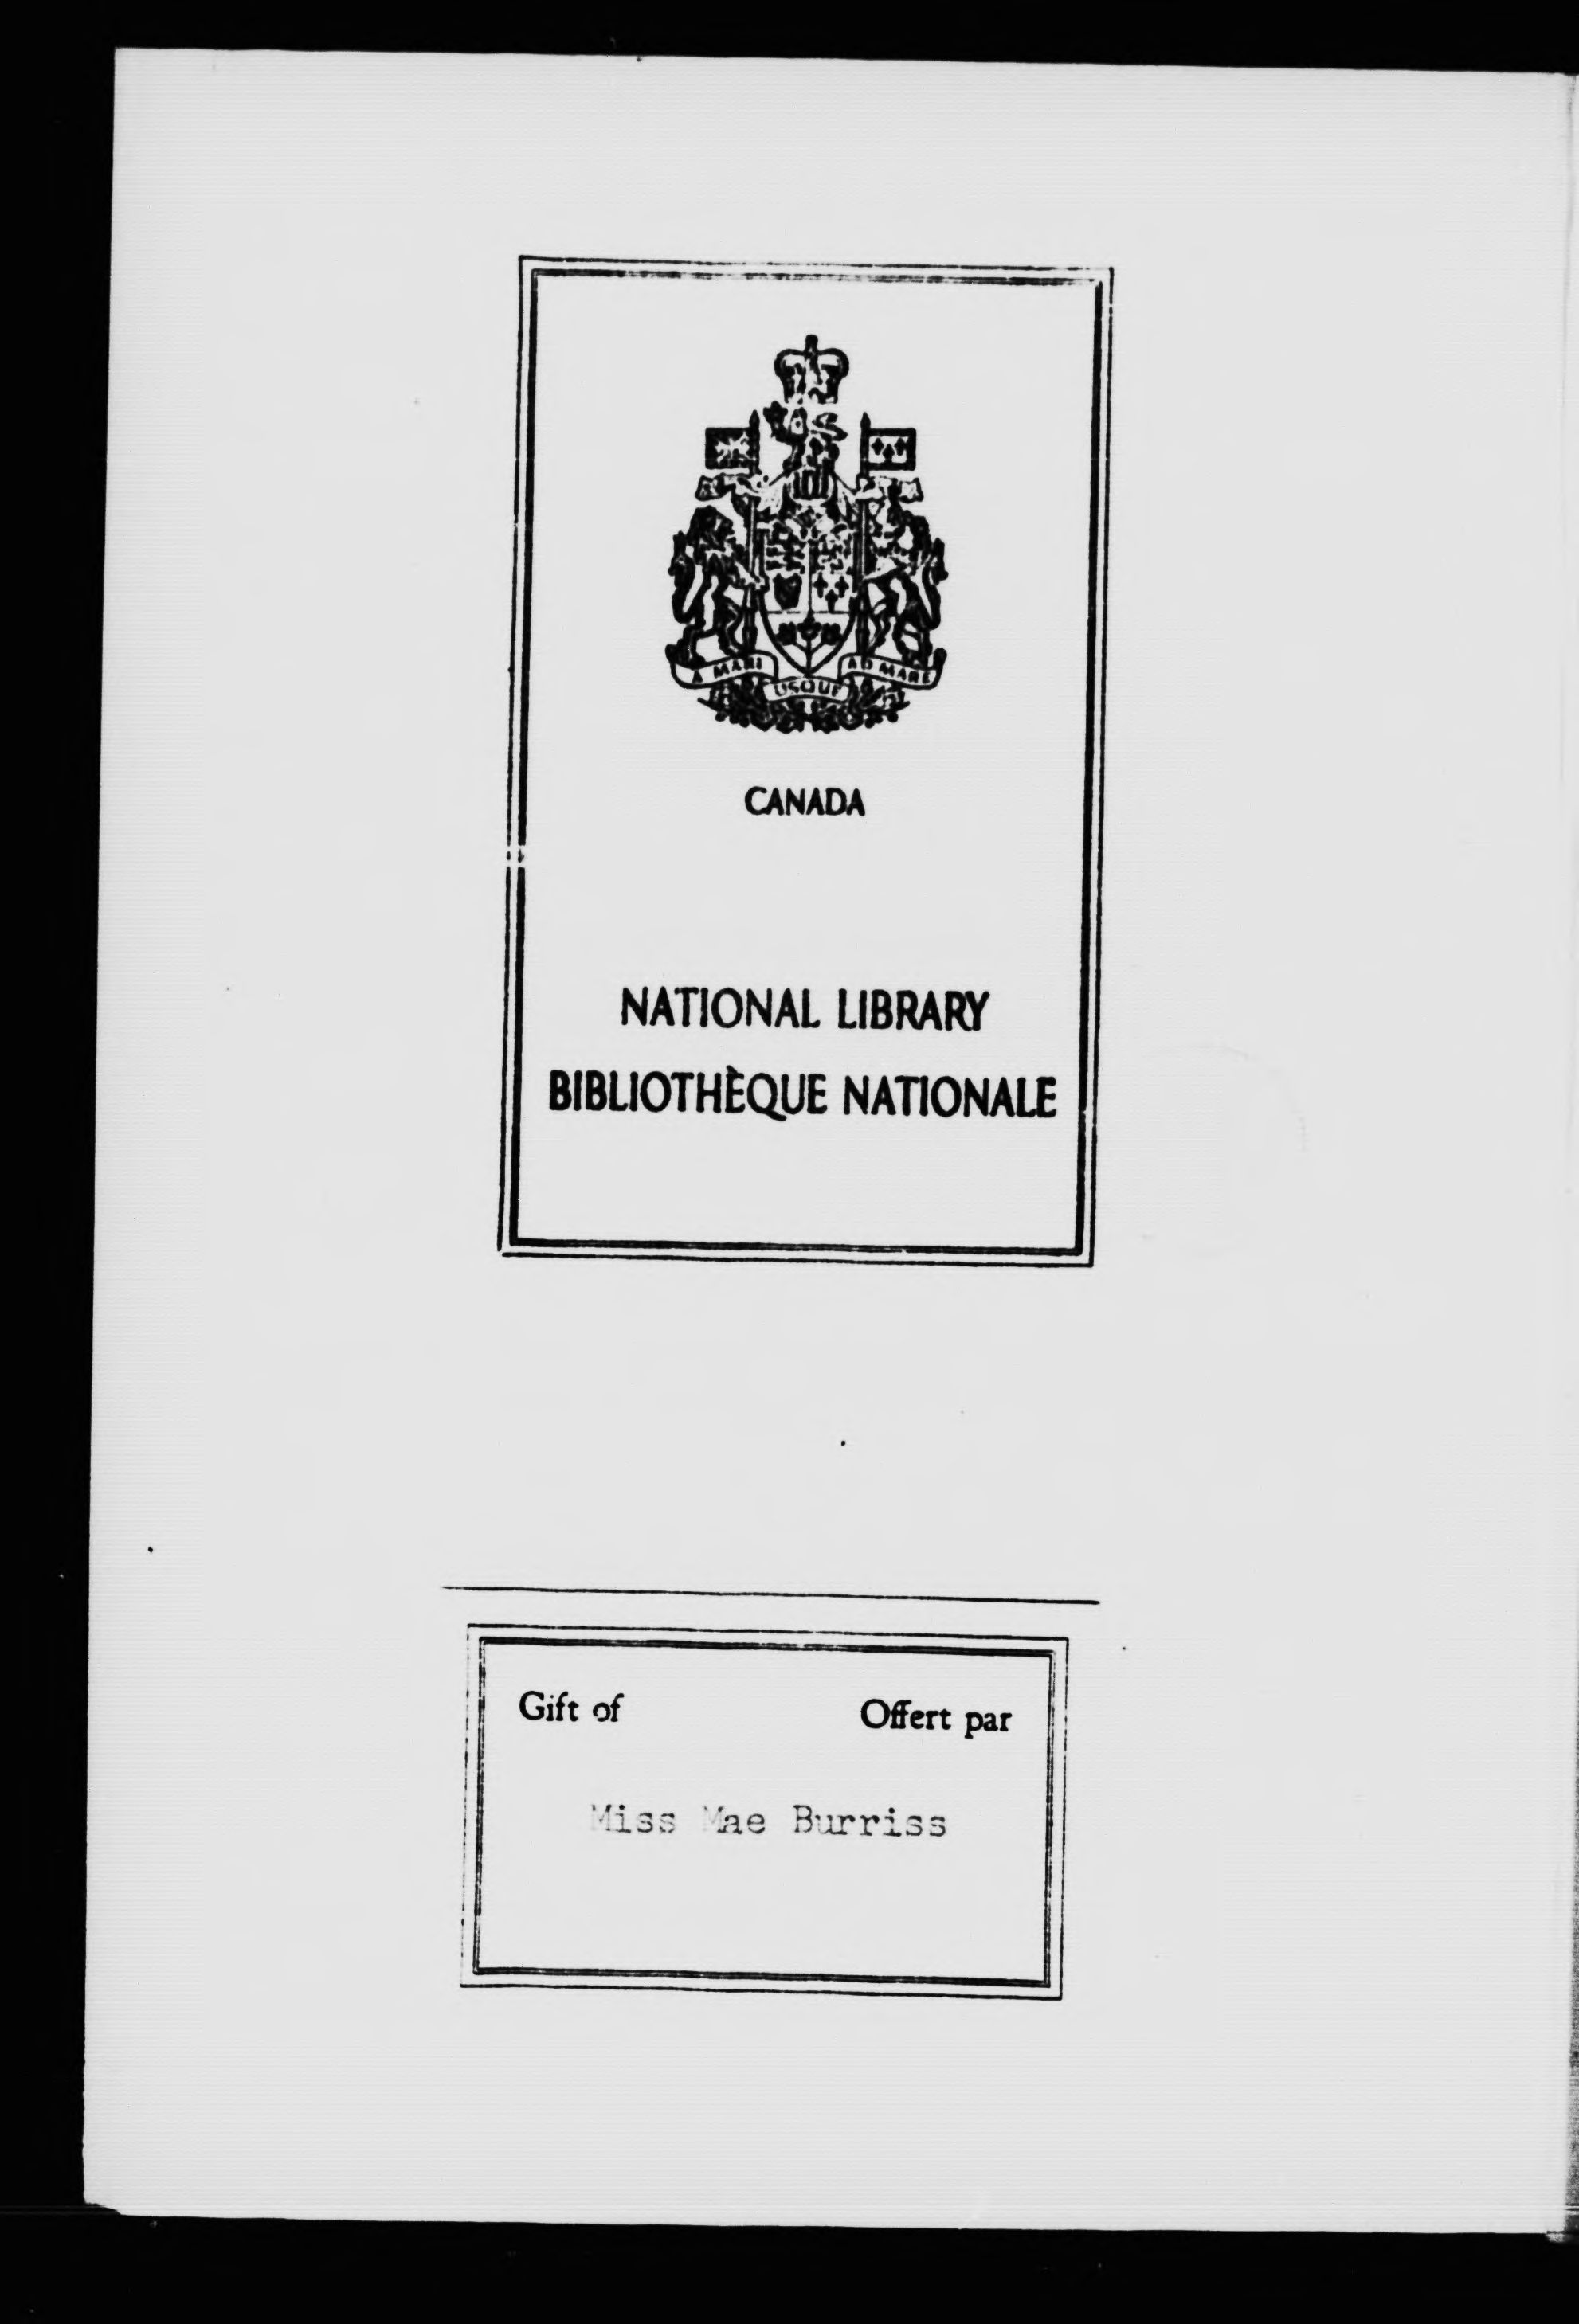 A MARI USQUE AD MARE
CANADA
NATIONAL LIBRARY
BIBLIOTHÈQUE NATIONALE
Gift of Offert par
Miss Mae Burriss